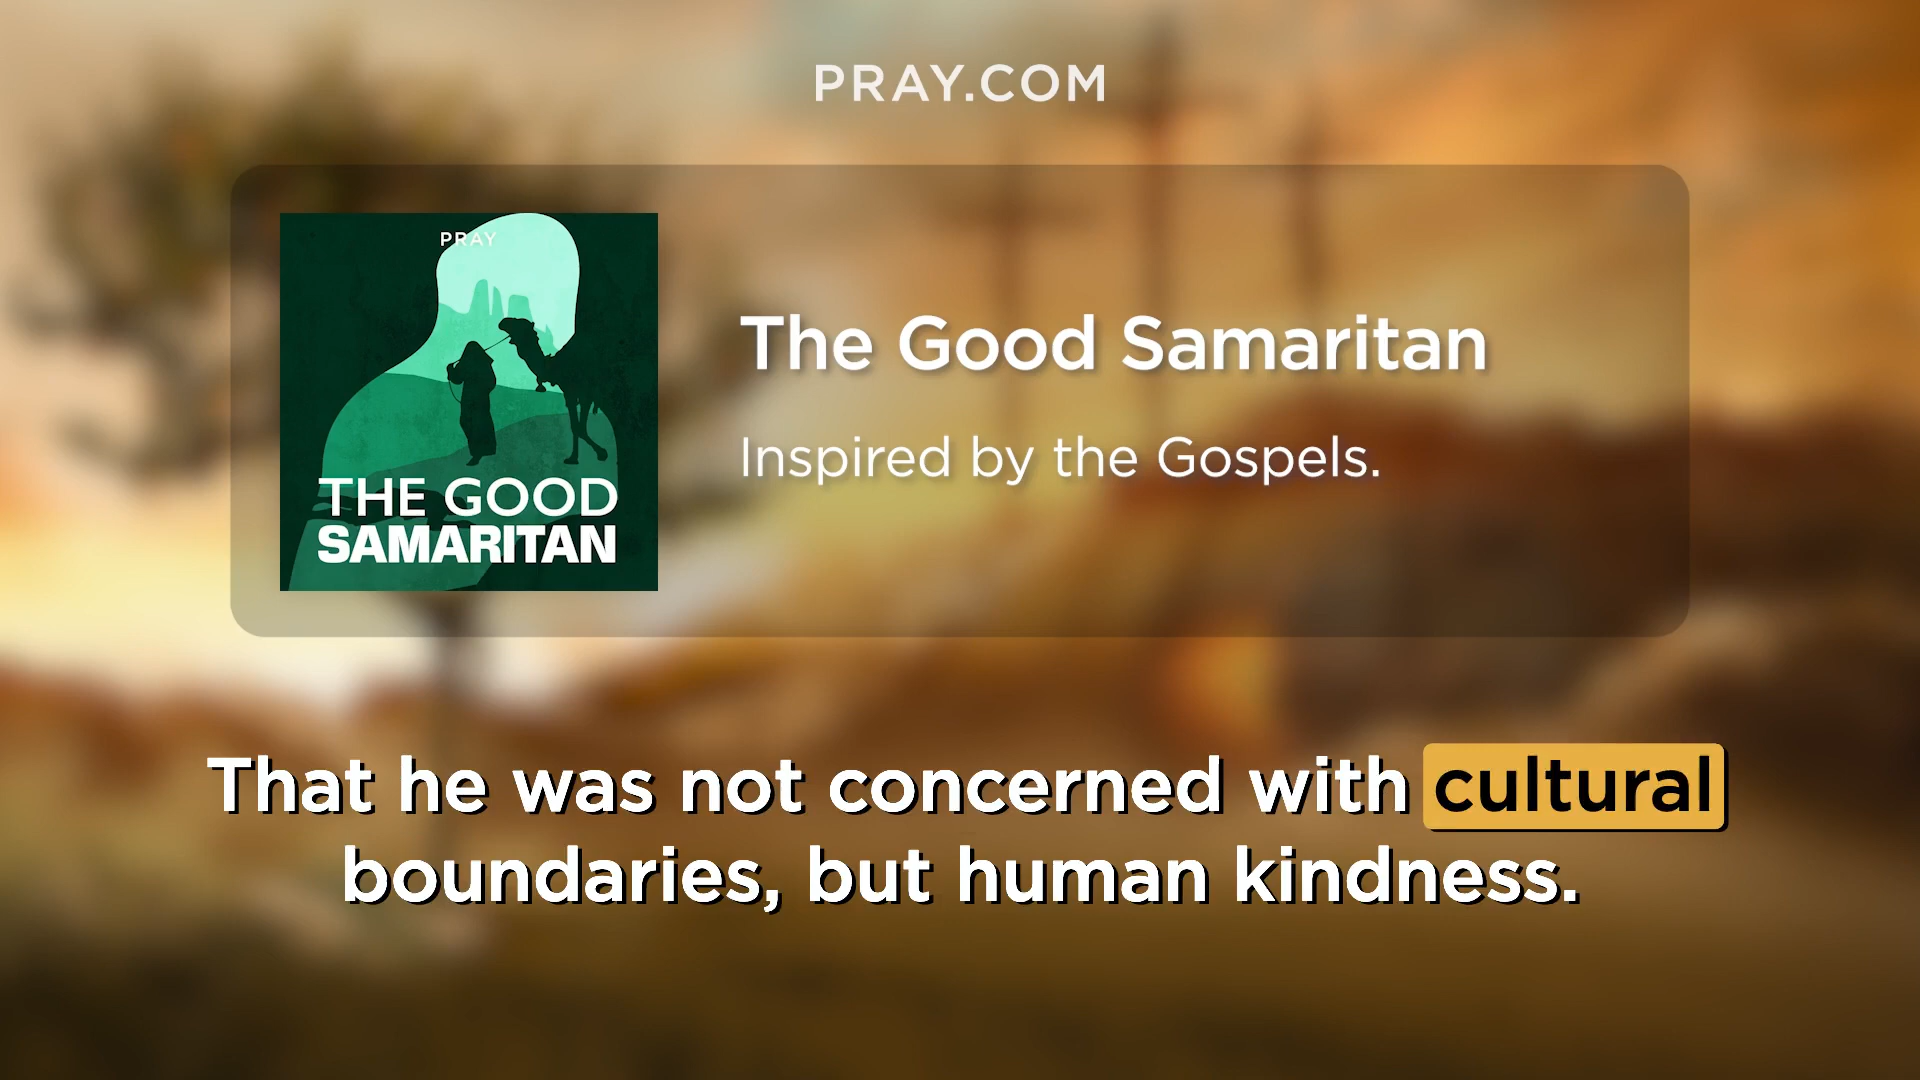 PRAY.COM
PRAY
THE GOOD
SAMARITAN
The Good Samaritan
Inspired by the Gospels.
That he was not concerned with cultural
boundaries, but human kindness.